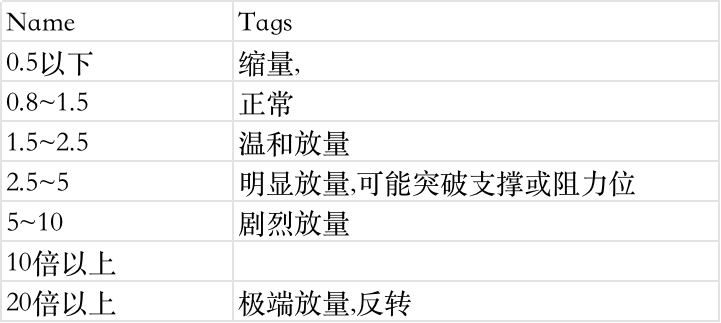 Name Tags
0.5以下 缩量,
0.8~1.5 正常
1.5~2.5 温和放量
2.5~5 明显放量,可能突破支撑或阻力位
5~10 剧烈放量
10倍以上
20倍以上 极端放量,反转